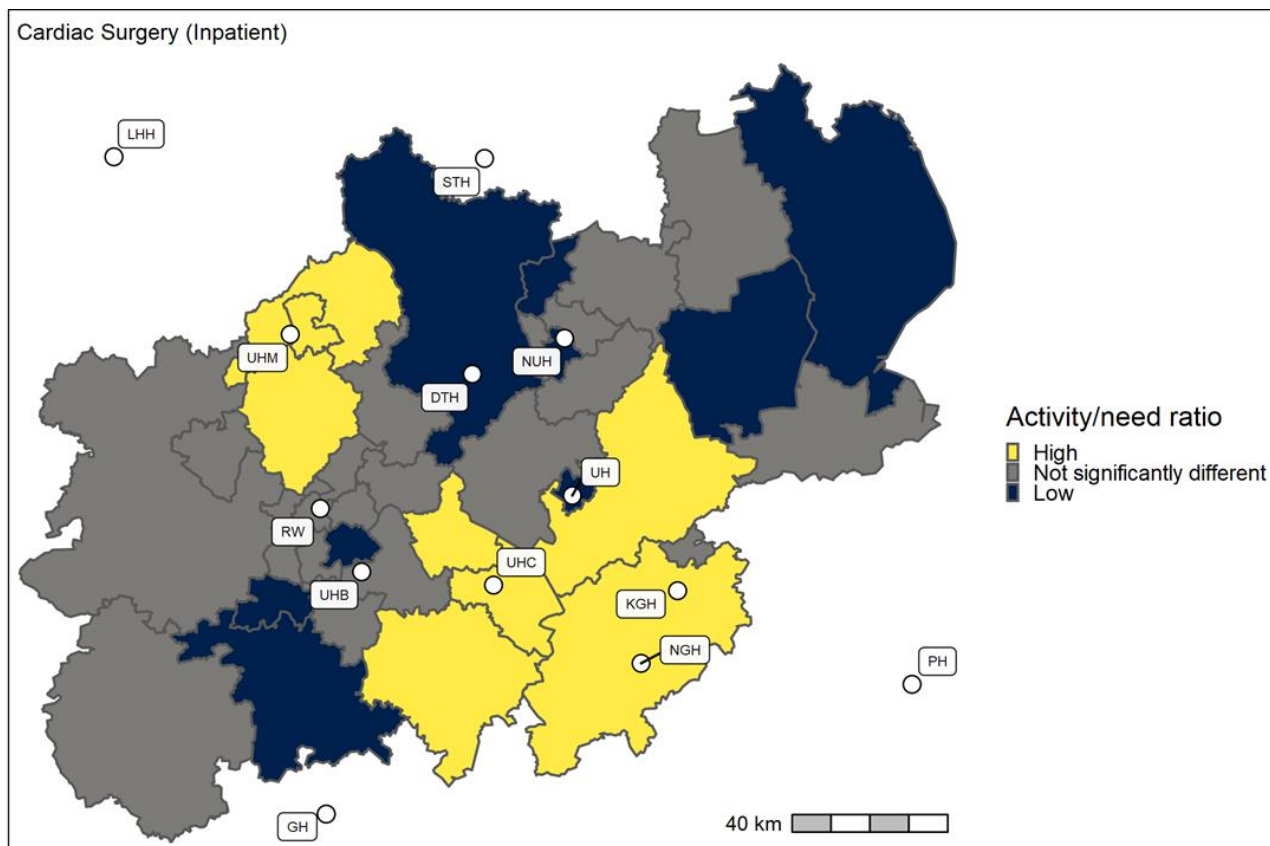 Cardiac Surgery (Inpatient)
LHH
STH
UHM
NUH
DTH
UH
RW
UHC
UHB
KGH
NGH
PH
GH
Activity/need ratio
High
Not significantly different
Low
40 km